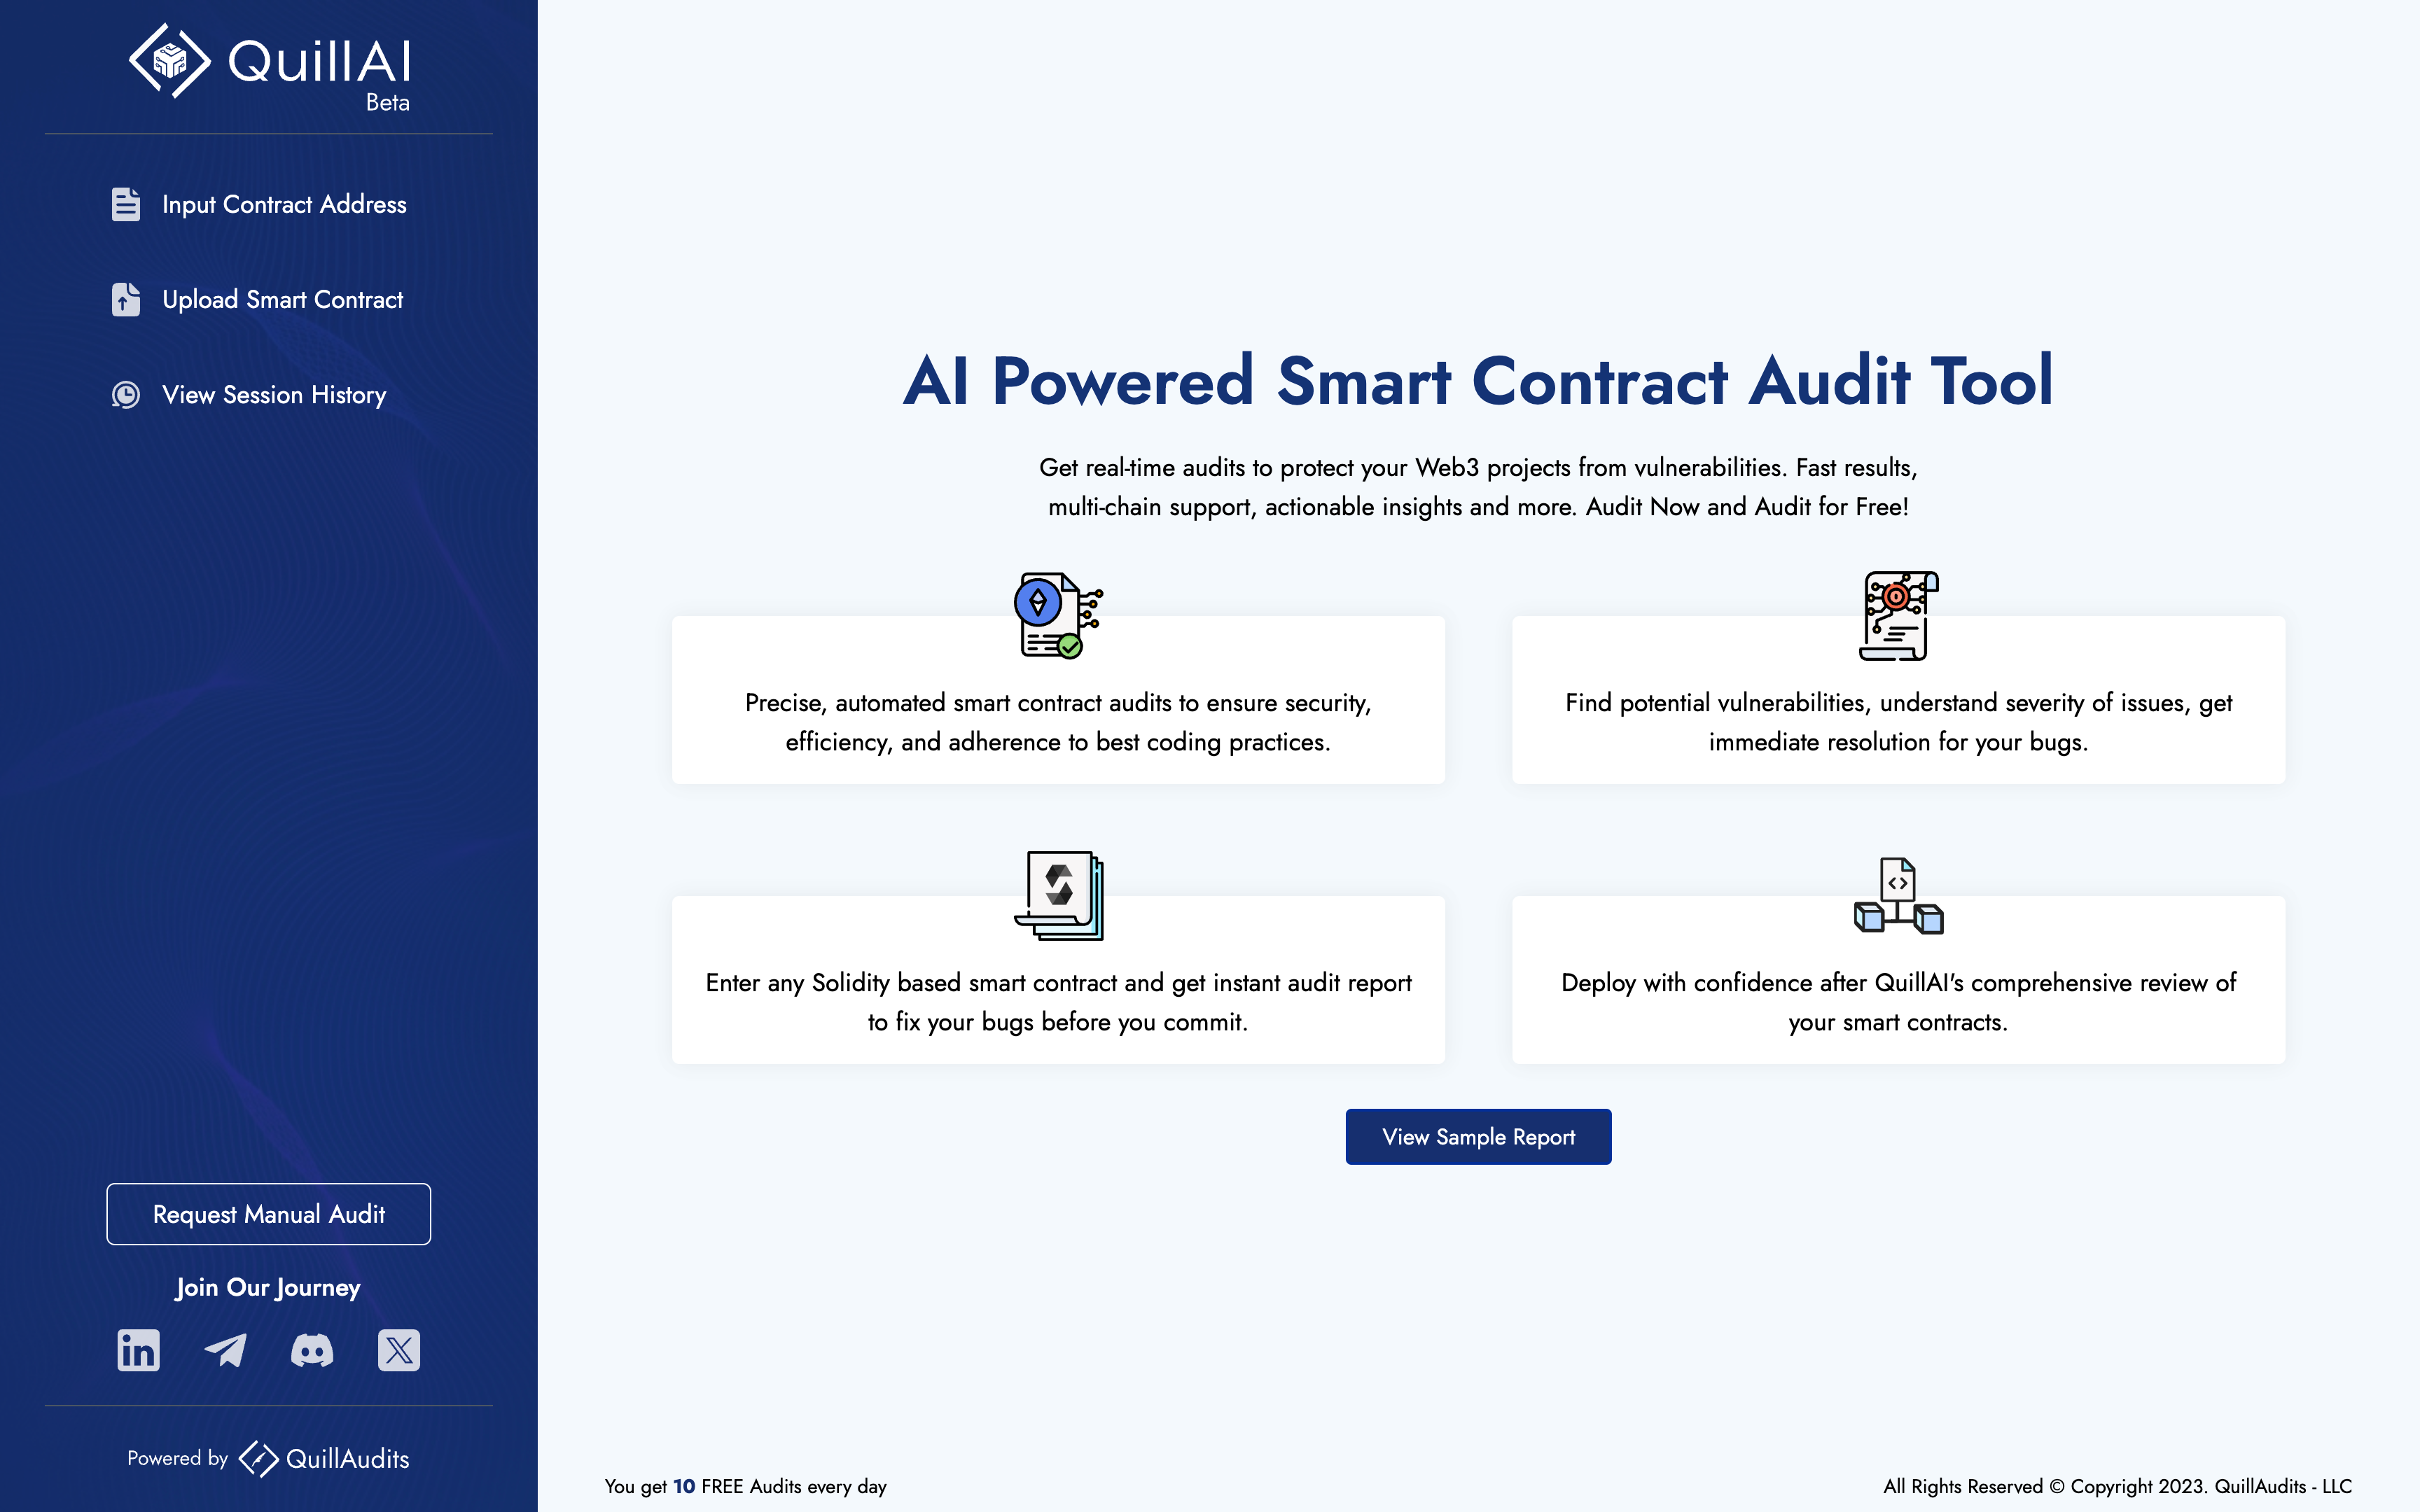 QuillAI
Beta
Input Contract Address
Upload Smart Contract
View Session History
Request Manual Audit
Join Our Journey
Powered by QuillAudits
AI Powered Smart Contract Audit Tool
Get real-time audits to protect your Web3 projects from vulnerabilities. Fast results,
multi-chain support, actionable insights and more. Audit Now and Audit for Free!
Precise, automated smart contract audits to ensure security,
efficiency, and adherence to best coding practices.
Find potential vulnerabilities, understand severity of issues, get
immediate resolution for your bugs.
Enter any Solidity based smart contract and get instant audit report
to fix your bugs before you commit.
Deploy with confidence after QuillAI's comprehensive review of
your smart contracts.
View Sample Report
You get 10 FREE Audits every day
All Rights Reserved © Copyright 2023. QuillAudits - LLC